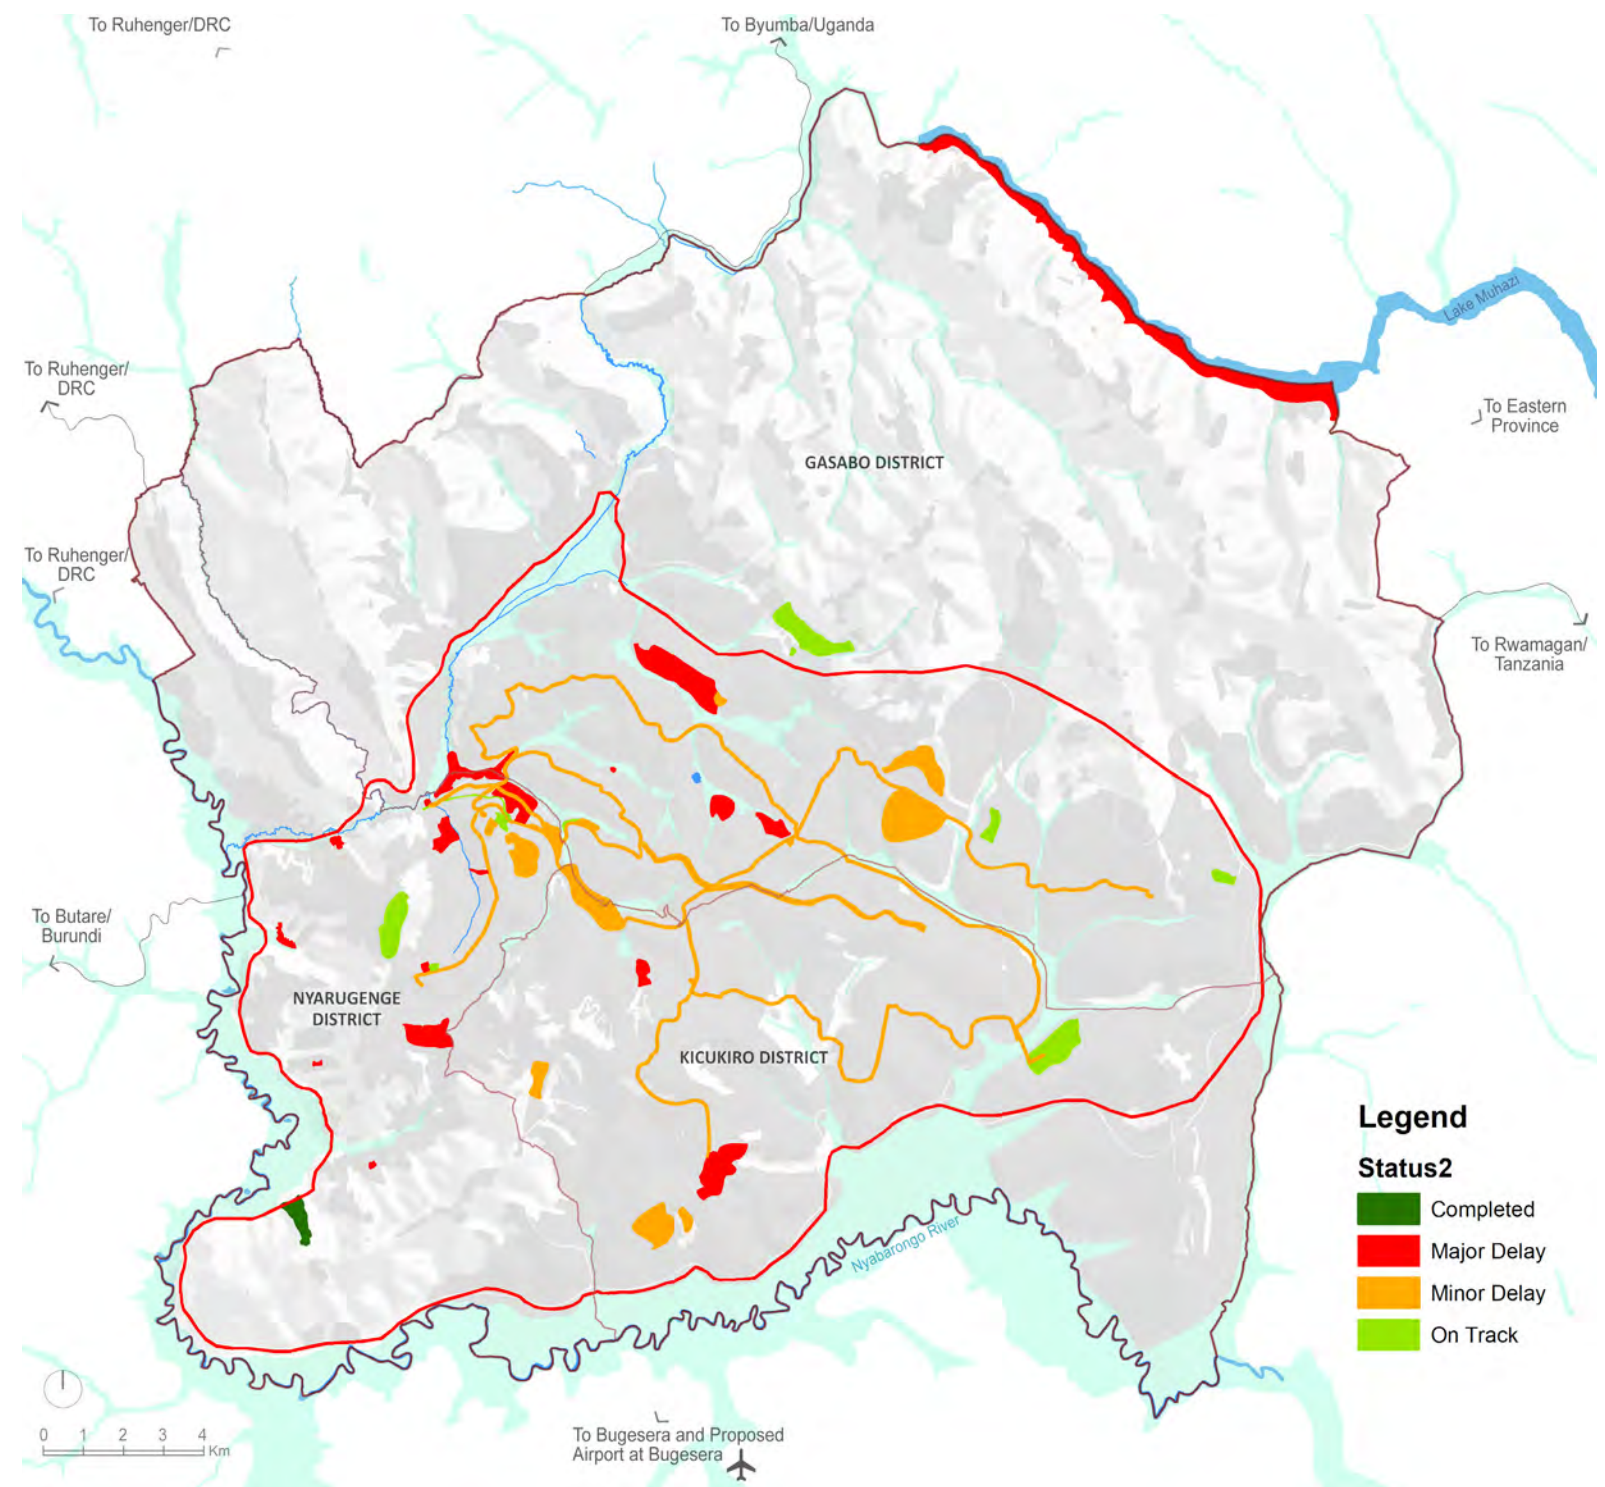 To Ruhenger/DRC
To Byumba/Uganda
Lake Muhazi
To Ruhenger/
DRC
To Eastern
Province
GASABO DISTRICT
To Ruhenger/
DRC
To Rwamagan/
Tanzania
To Butare/
Burundi
NYARUGENGE
DISTRICT
KICUKIRO DISTRICT
Nyabarongo River
Legend
Status2
Completed
Major Delay
Minor Delay
On Track
0 1 2 3 4
Km
To Bugesera and Proposed
Airport at Bugesera